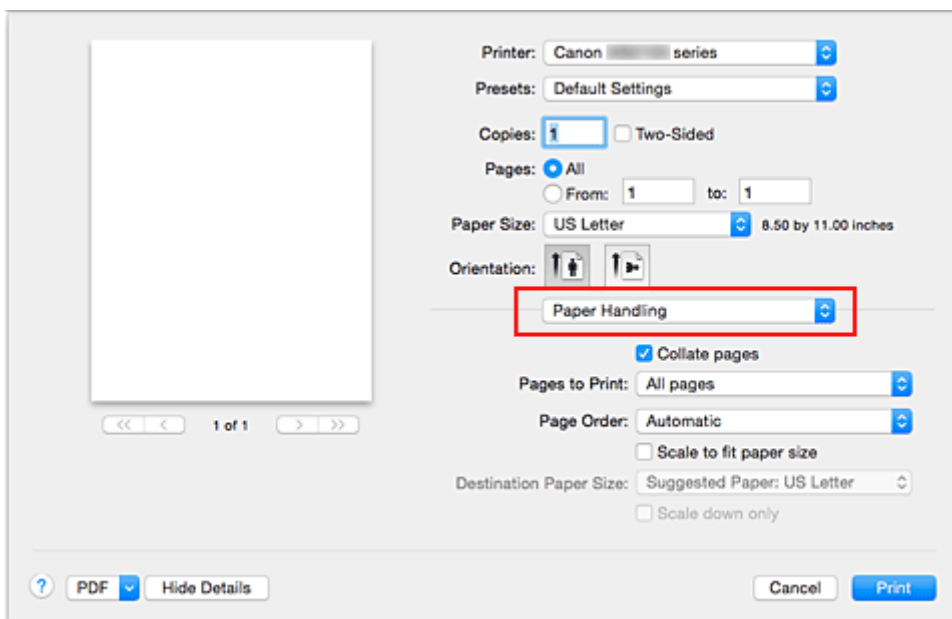 Printer: Canon series
Presets: Default Settings
Copies: 1 Two-Sided
Pages: All
From: 1 to: 1
Paper Size: US Letter 8.50 by 11.00 inches
Orientation:
Paper Handling
Collate pages
Pages to Print: All pages
Page Order: Automatic
Scale to fit paper size
Destination Paper Size: Suggested Paper: US Letter
Scale down only
1 of 1
? PDF Hide Details Cancel Print